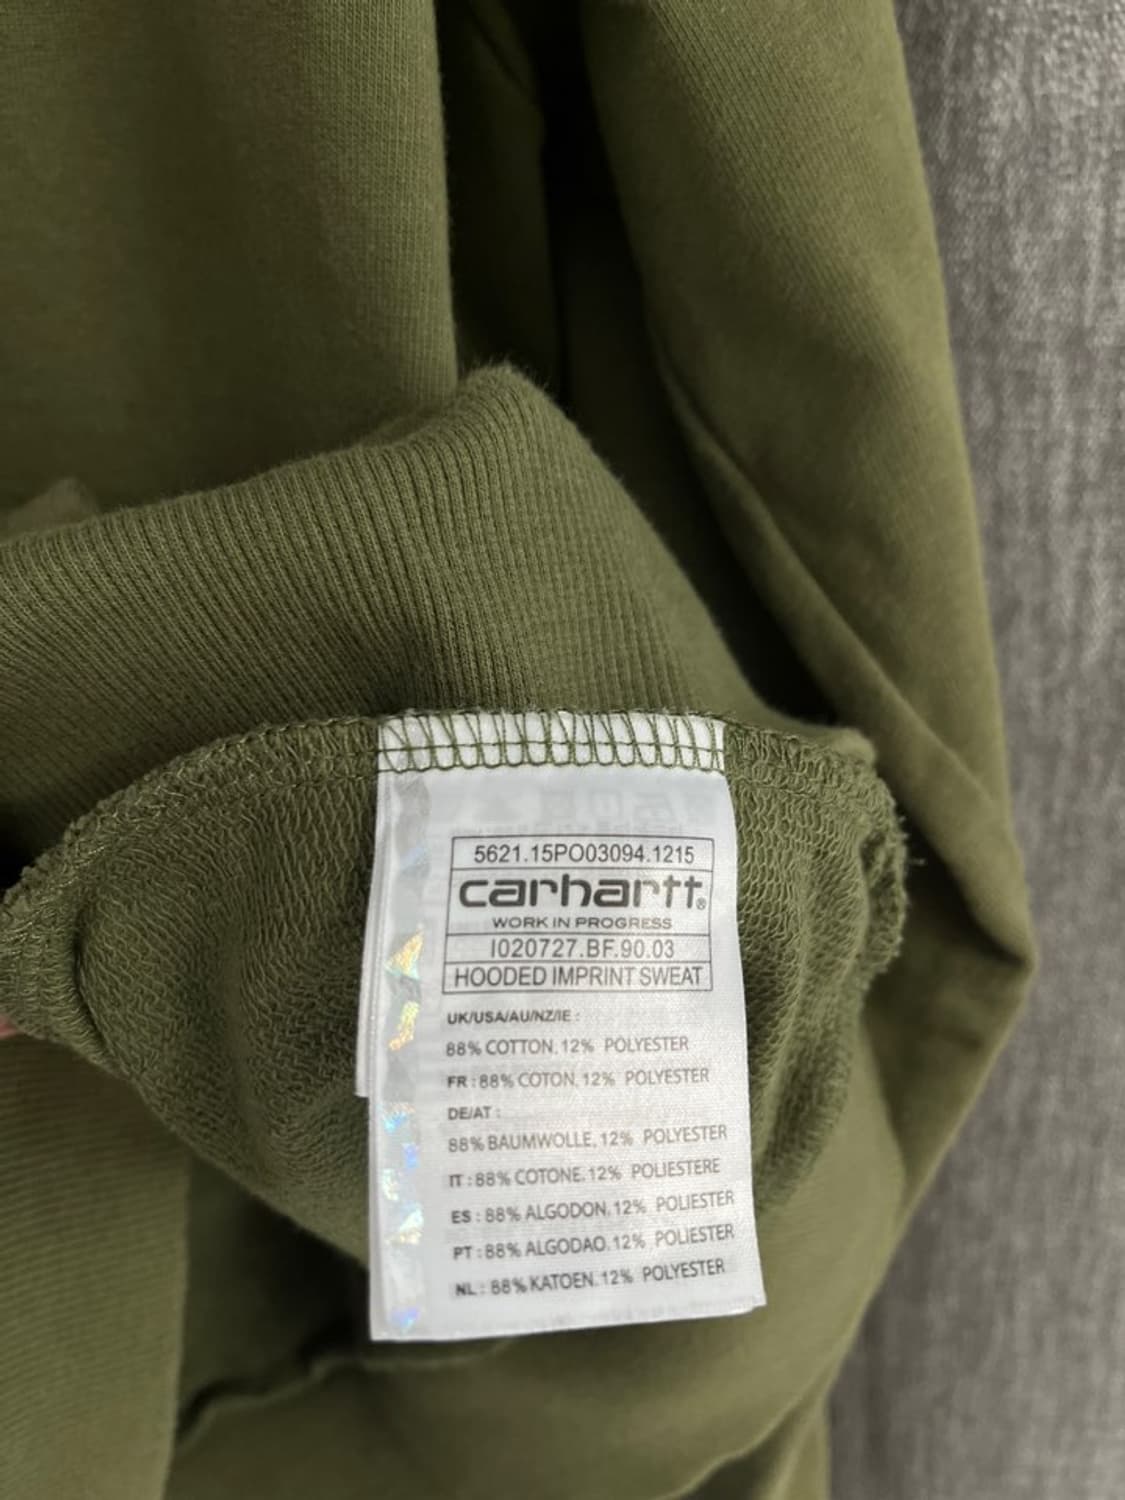 5621.15PO03094.1215
carhartt®
WORK IN PROGRESS
I020727.BF.90.03
HOODED IMPRINT SWEAT
UK/USA/AU/NZ/IE :
88% COTTON, 12% POLYESTER
FR : 88% COTON, 12% POLYESTER
DE/AT :
88% BAUMWOLLE, 12% POLYESTER
IT : 88% COTONE, 12% POLIESTERE
ES : 88% ALGODON, 12% POLIESTER
PT : 88% ALGODAO, 12% POLIESTER
NL : 88% KATOEN, 12% POLYESTER